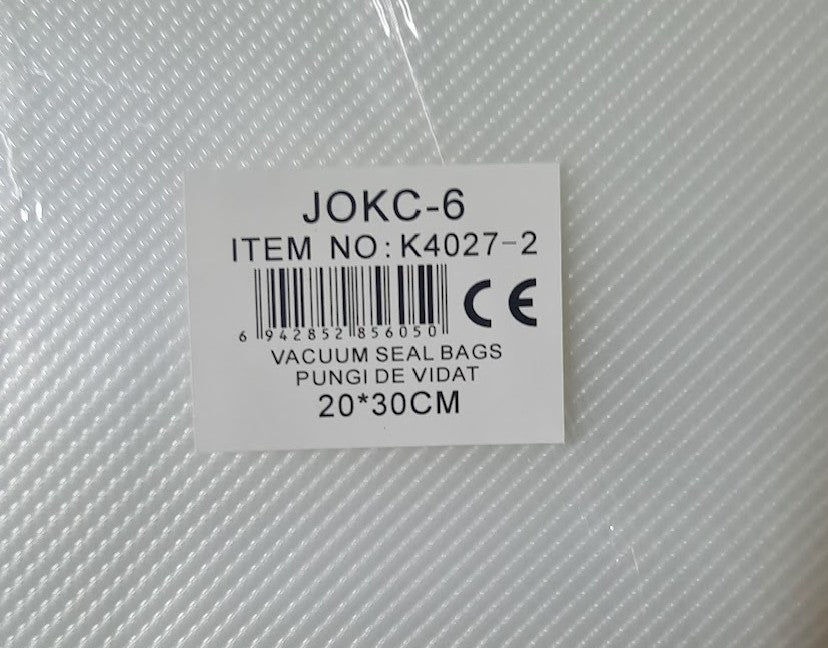 JOKC-6
ITEM NO:K4027-2
CE
6 942852 856050
VACUUM SEAL BAGS
PUNGI DE VIDAT
20*30CM